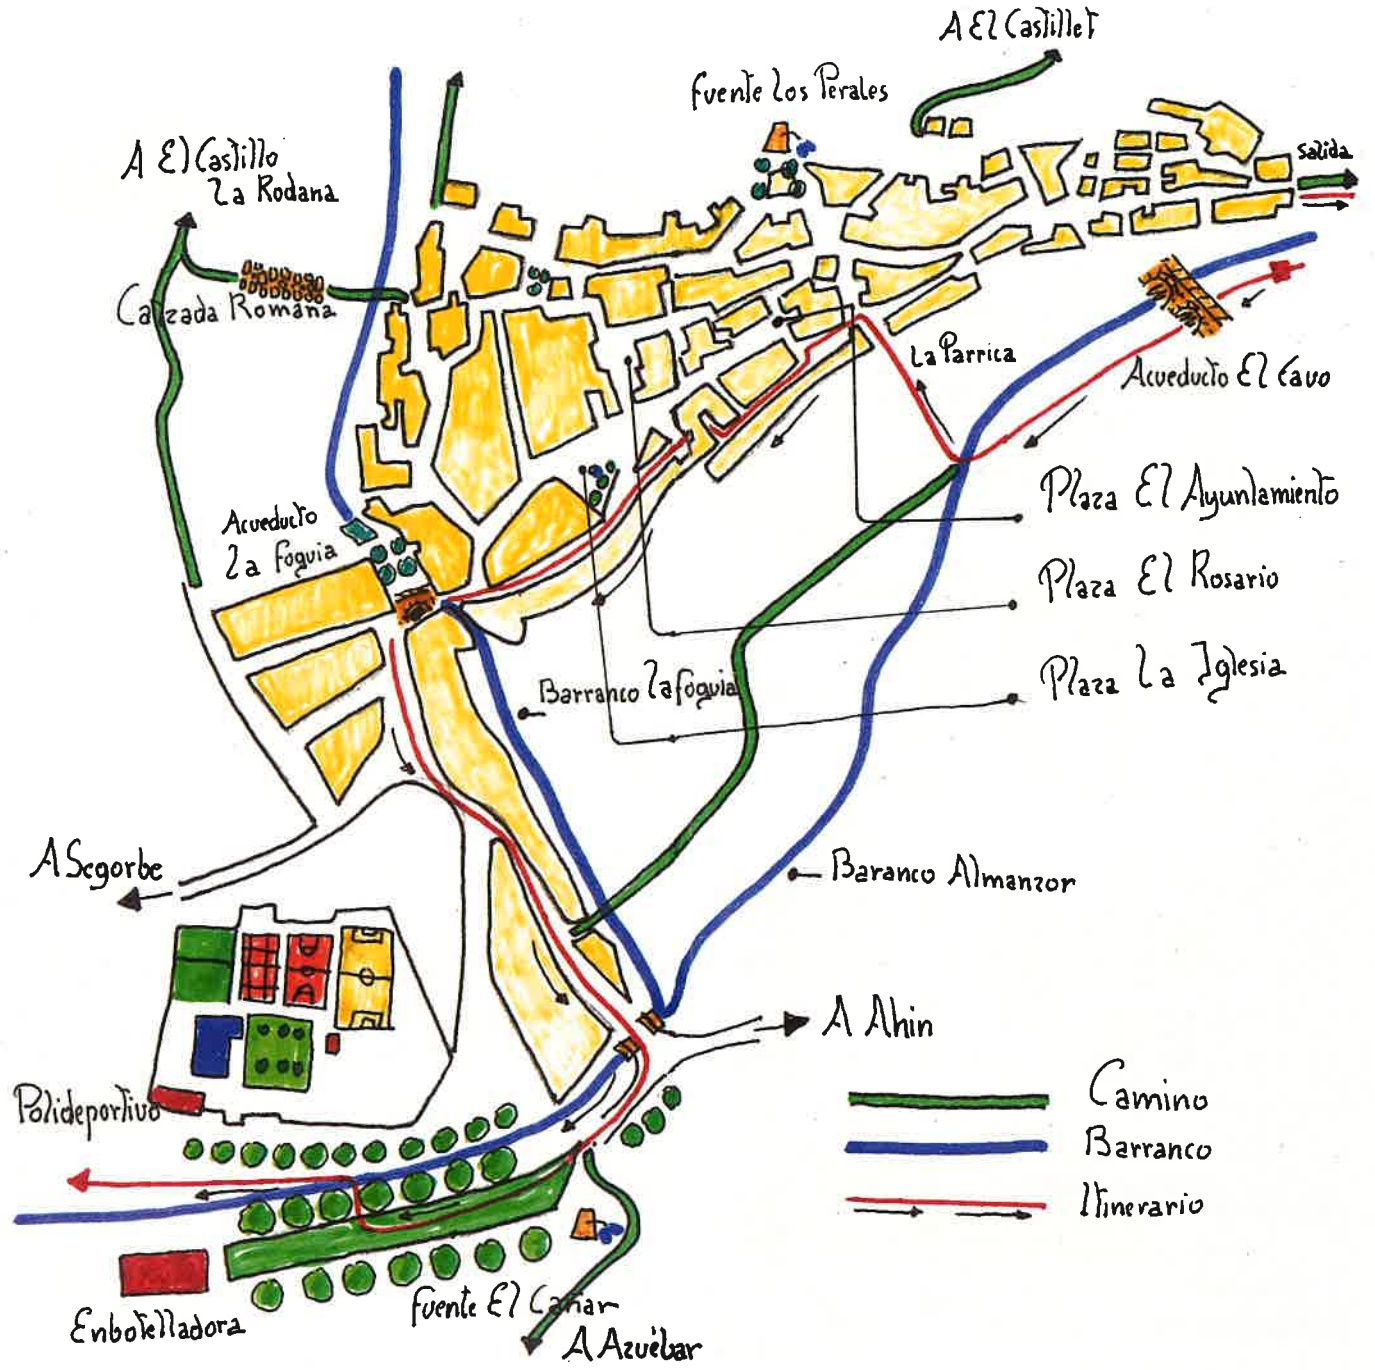 A El Castillet
fuente Los Perales
A El Castillo
La Rodana
Salida
Calzada Romana
La Parrica
Acueducto El Cavo
Plaza El Ayuntamiento
Acueducto
La foguia
Plaza El Rosario
Plaza La Iglesia
Barranco La foguia
A Segorbe
Baranco Almanzor
A Ahin
Camino
Polideportivo
Barranco
Itinerario
fuente El Cañar
Enbotelladora
A Azuébar